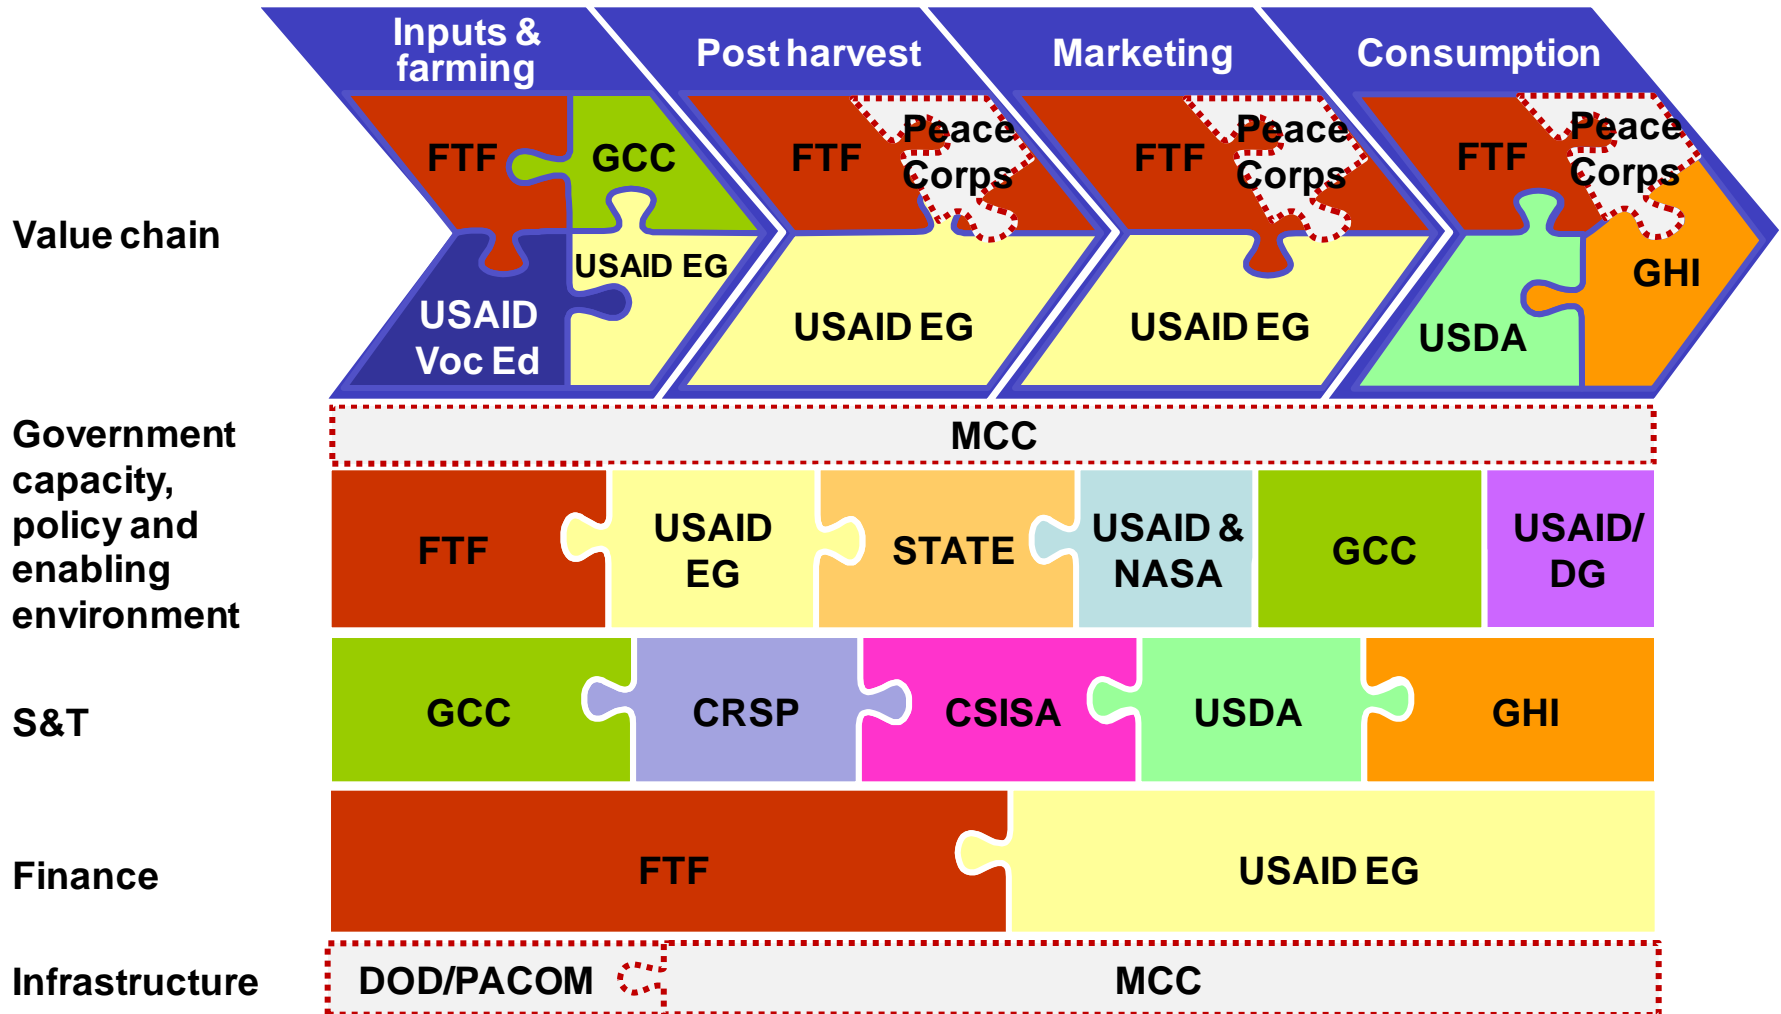 Inputs &
farming
Post harvest
Marketing
Consumption
Value chain
FTF
GCC
USAID
Voc Ed
USAID EG
FTF
Peace
Corps
USAID EG
FTF
Peace
Corps
USAID EG
FTF
Peace
Corps
USDA
GHI
Government
capacity,
policy and
enabling
environment
MCC
FTF
USAID
EG
STATE
USAID &
NASA
GCC
USAID/
DG
S&T
GCC
CRSP
CSISA
USDA
GHI
Finance
FTF
USAID EG
Infrastructure
DOD/PACOM
MCC